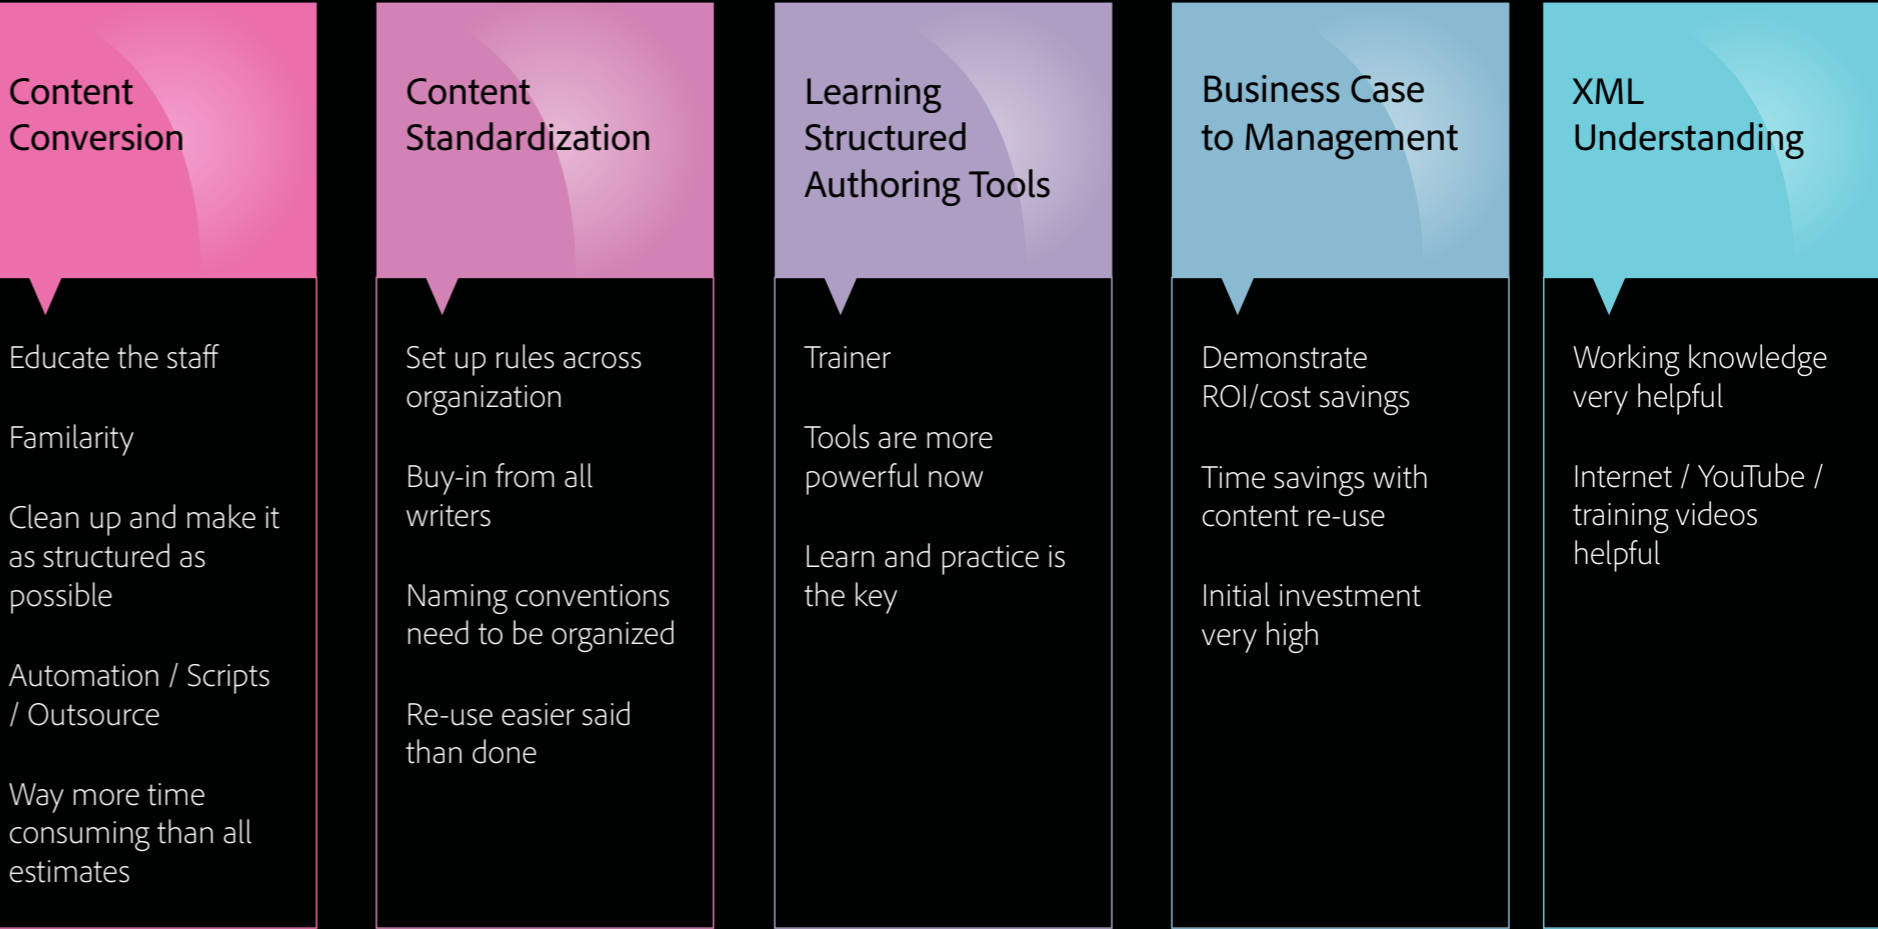 Content
Conversion
Educate the staff
Familarity
Clean up and make it
as structured as
possible
Automation / Scripts
/ Outsource
Way more time
consuming than all
estimates
Content
Standardization
Set up rules across
organization
Buy-in from all
writers
Naming conventions
need to be organized
Re-use easier said
than done
Learning
Structured
Authoring Tools
Trainer
Tools are more
powerful now
Learn and practice is
the key
Business Case
to Management
Demonstrate
ROI/cost savings
Time savings with
content re-use
Initial investment
very high
XML
Understanding
Working knowledge
very helpful
Internet / YouTube /
training videos
helpful